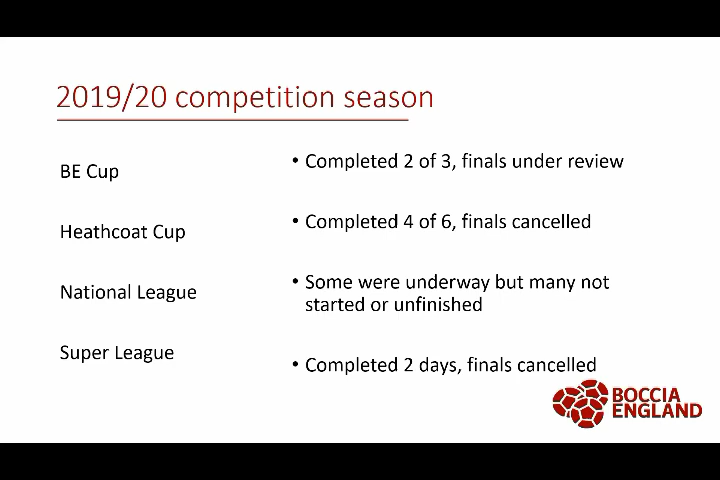 2019/20 competition season
BE Cup
• Completed 2 of 3, finals under review
Heathcoat Cup
• Completed 4 of 6, finals cancelled
National League
• Some were underway but many not
started or unfinished
Super League
• Completed 2 days, finals cancelled
BOCCIA
ENGLAND